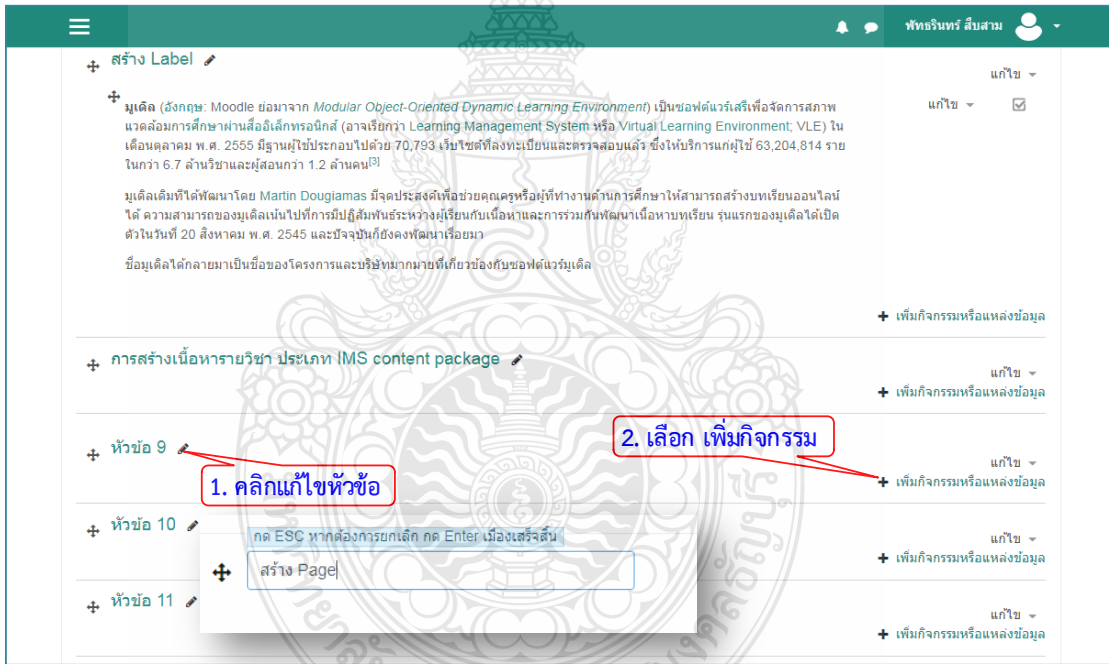 พัทธรินทร์ สืบสาม
สร้าง Label
แก้ไข
มูเดิล (อังกฤษ: Moodle ย่อมาจาก Modular Object-Oriented Dynamic Learning Environment) เป็นซอฟต์แวร์เสรีเพื่อจัดการสภาพ
แก้ไข
แวดล้อมการศึกษาผ่านสื่ออิเล็กทรอนิกส์ (อาจเรียกว่า Learning Management System หรือ Virtual Learning Environment; VLE) ใน
เดือนตุลาคม พ.ศ. 2555 มีฐานผู้ใช้ประกอบไปด้วย 70,793 เว็บไซต์ที่ลงทะเบียนและตรวจสอบแล้ว ซึ่งให้บริการแก่ผู้ใช้ 63,204,814 ราย
ในกว่า 6.7 ล้านวิชาและผู้สอนกว่า 1.2 ล้านคน[3]
มูเดิลเดิมทีได้พัฒนาโดย Martin Dougiamas มีจุดประสงค์เพื่อช่วยคุณครูหรือผู้ที่ทำงานด้านการศึกษาให้สามารถสร้างบทเรียนออนไลน์
ได้ ความสามารถของมูเดิลเน้นไปที่การมีปฏิสัมพันธ์ระหว่างผู้เรียนกับเนื้อหาและการร่วมกันพัฒนาเนื้อหาบทเรียน รุ่นแรกของมูเดิลได้เปิด
ตัวในวันที่ 20 สิงหาคม พ.ศ. 2545 และปัจจุบันก็ยังคงพัฒนาเรื่อยมา
ชื่อมูเดิลได้กลายมาเป็นชื่อของโครงการและบริษัทมากมายที่เกี่ยวข้องกับซอฟต์แวร์มูเดิล
เพิ่มกิจกรรมหรือแหล่งข้อมูล
การสร้างเนื้อหารายวิชา ประเภท IMS content package
แก้ไข
เพิ่มกิจกรรมหรือแหล่งข้อมูล
2. เลือก เพิ่มกิจกรรม
หัวข้อ 9
แก้ไข
1. คลิกแก้ไขหัวข้อ
เพิ่มกิจกรรมหรือแหล่งข้อมูล
หัวข้อ 10
กด ESC หากต้องการยกเลิก กด Enter เมื่องเสร็จสิ้น
แก้ไข
เพิ่มกิจกรรมหรือแหล่งข้อมูล
สร้าง Page
หัวข้อ 11
แก้ไข
เพิ่มกิจกรรมหรือแหล่งข้อมูล